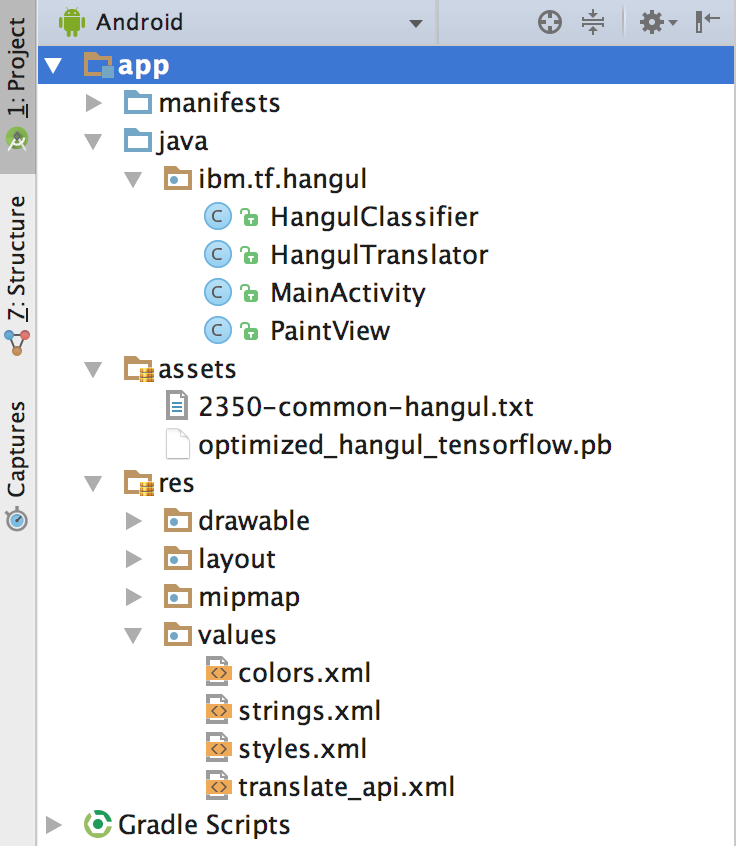 Android
1: Project
7: Structure
Captures
app
manifests
java
ibm.tf.hangul
C HangulClassifier
C HangulTranslator
C MainActivity
C PaintView
assets
2350-common-hangul.txt
optimized_hangul_tensorflow.pb
res
drawable
layout
mipmap
values
<> colors.xml
<> strings.xml
<> styles.xml
<> translate_api.xml
Gradle Scripts